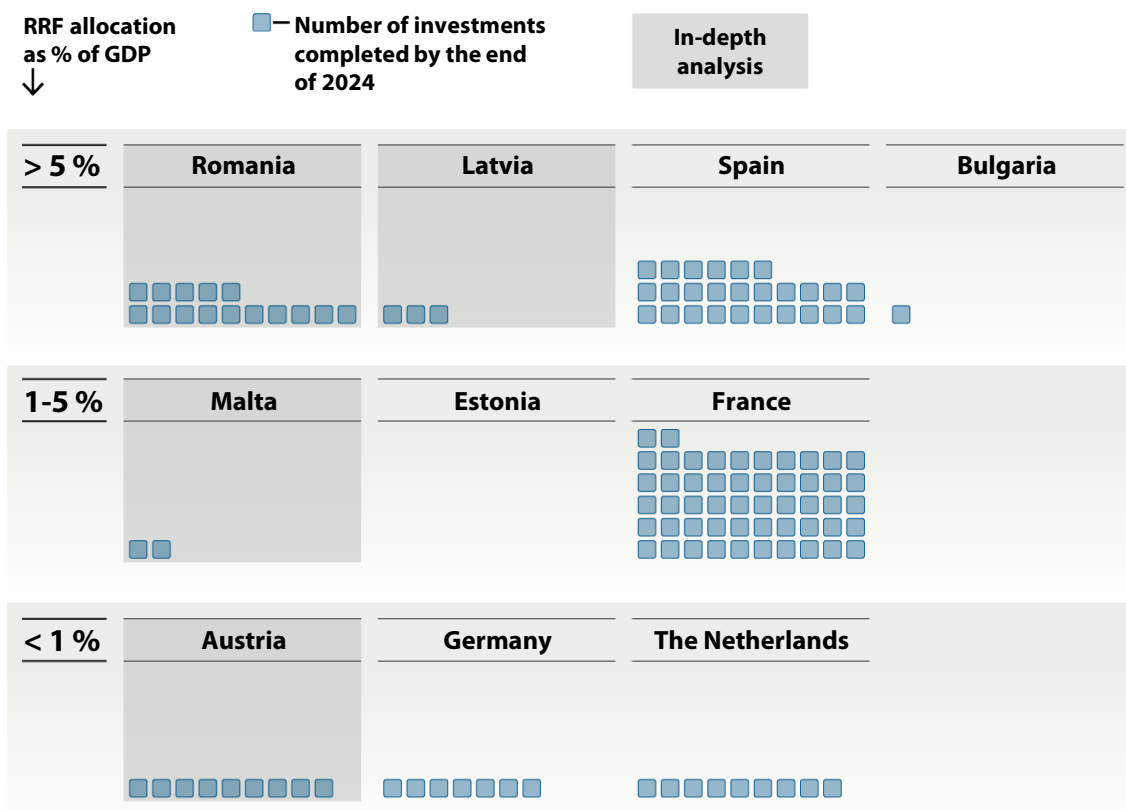 RRF allocation
as % of GDP
Number of investments
completed by the end
of 2024
In-depth
analysis
> 5 %
Romania
Latvia
Spain
Bulgaria
1-5 %
Malta
Estonia
France
< 1 %
Austria
Germany
The Netherlands